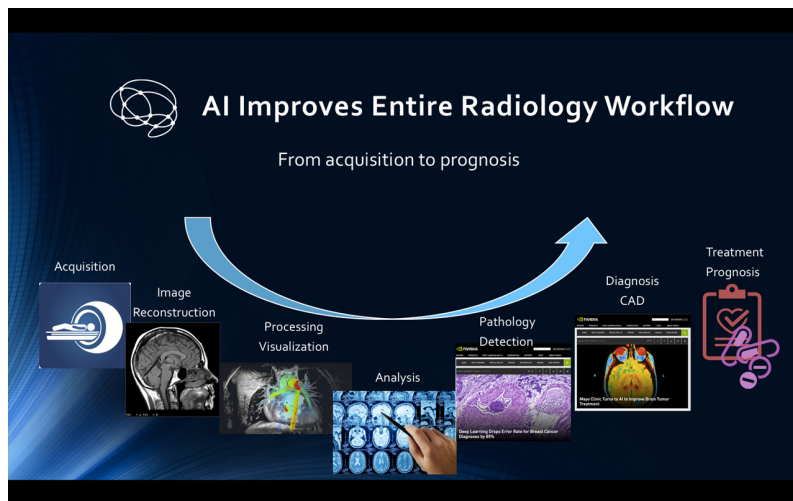 AI Improves Entire Radiology Workflow
From acquisition to prognosis
Acquisition
Image
Reconstruction
Processing
Visualization
Analysis
Pathology
Detection
NVIDIA
Deep Learning Drops Error Rate for Breast Cancer
Diagnoses by 85%
Diagnosis
CAD
NVIDIA
Mayo Clinic Turns to AI to Improve Brain Tumor
Treatment
Treatment
Prognosis